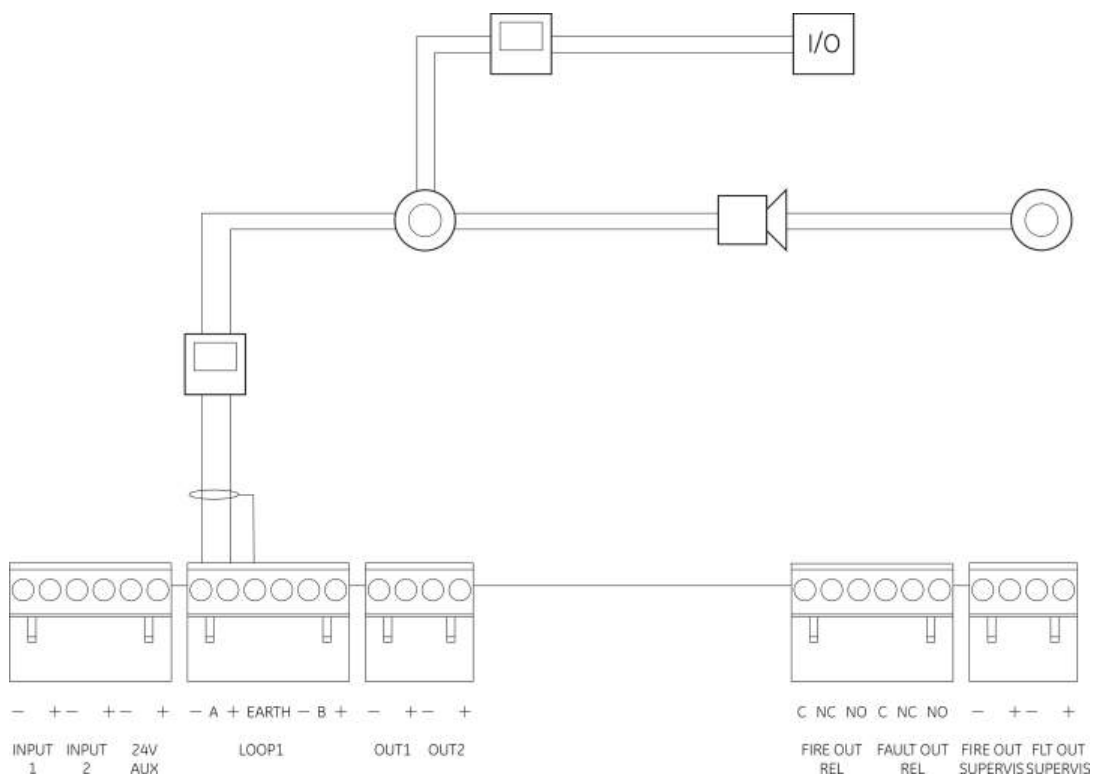 I/O
− + − + − + − A + EARTH − B + − + − + C NC NO C NC NO − + − +
INPUT INPUT 24V LOOP1 OUT1 OUT2 FIRE OUT FAULT OUT FIRE OUT FLT OUT
1 2 AUX REL REL SUPERVIS SUPERVIS